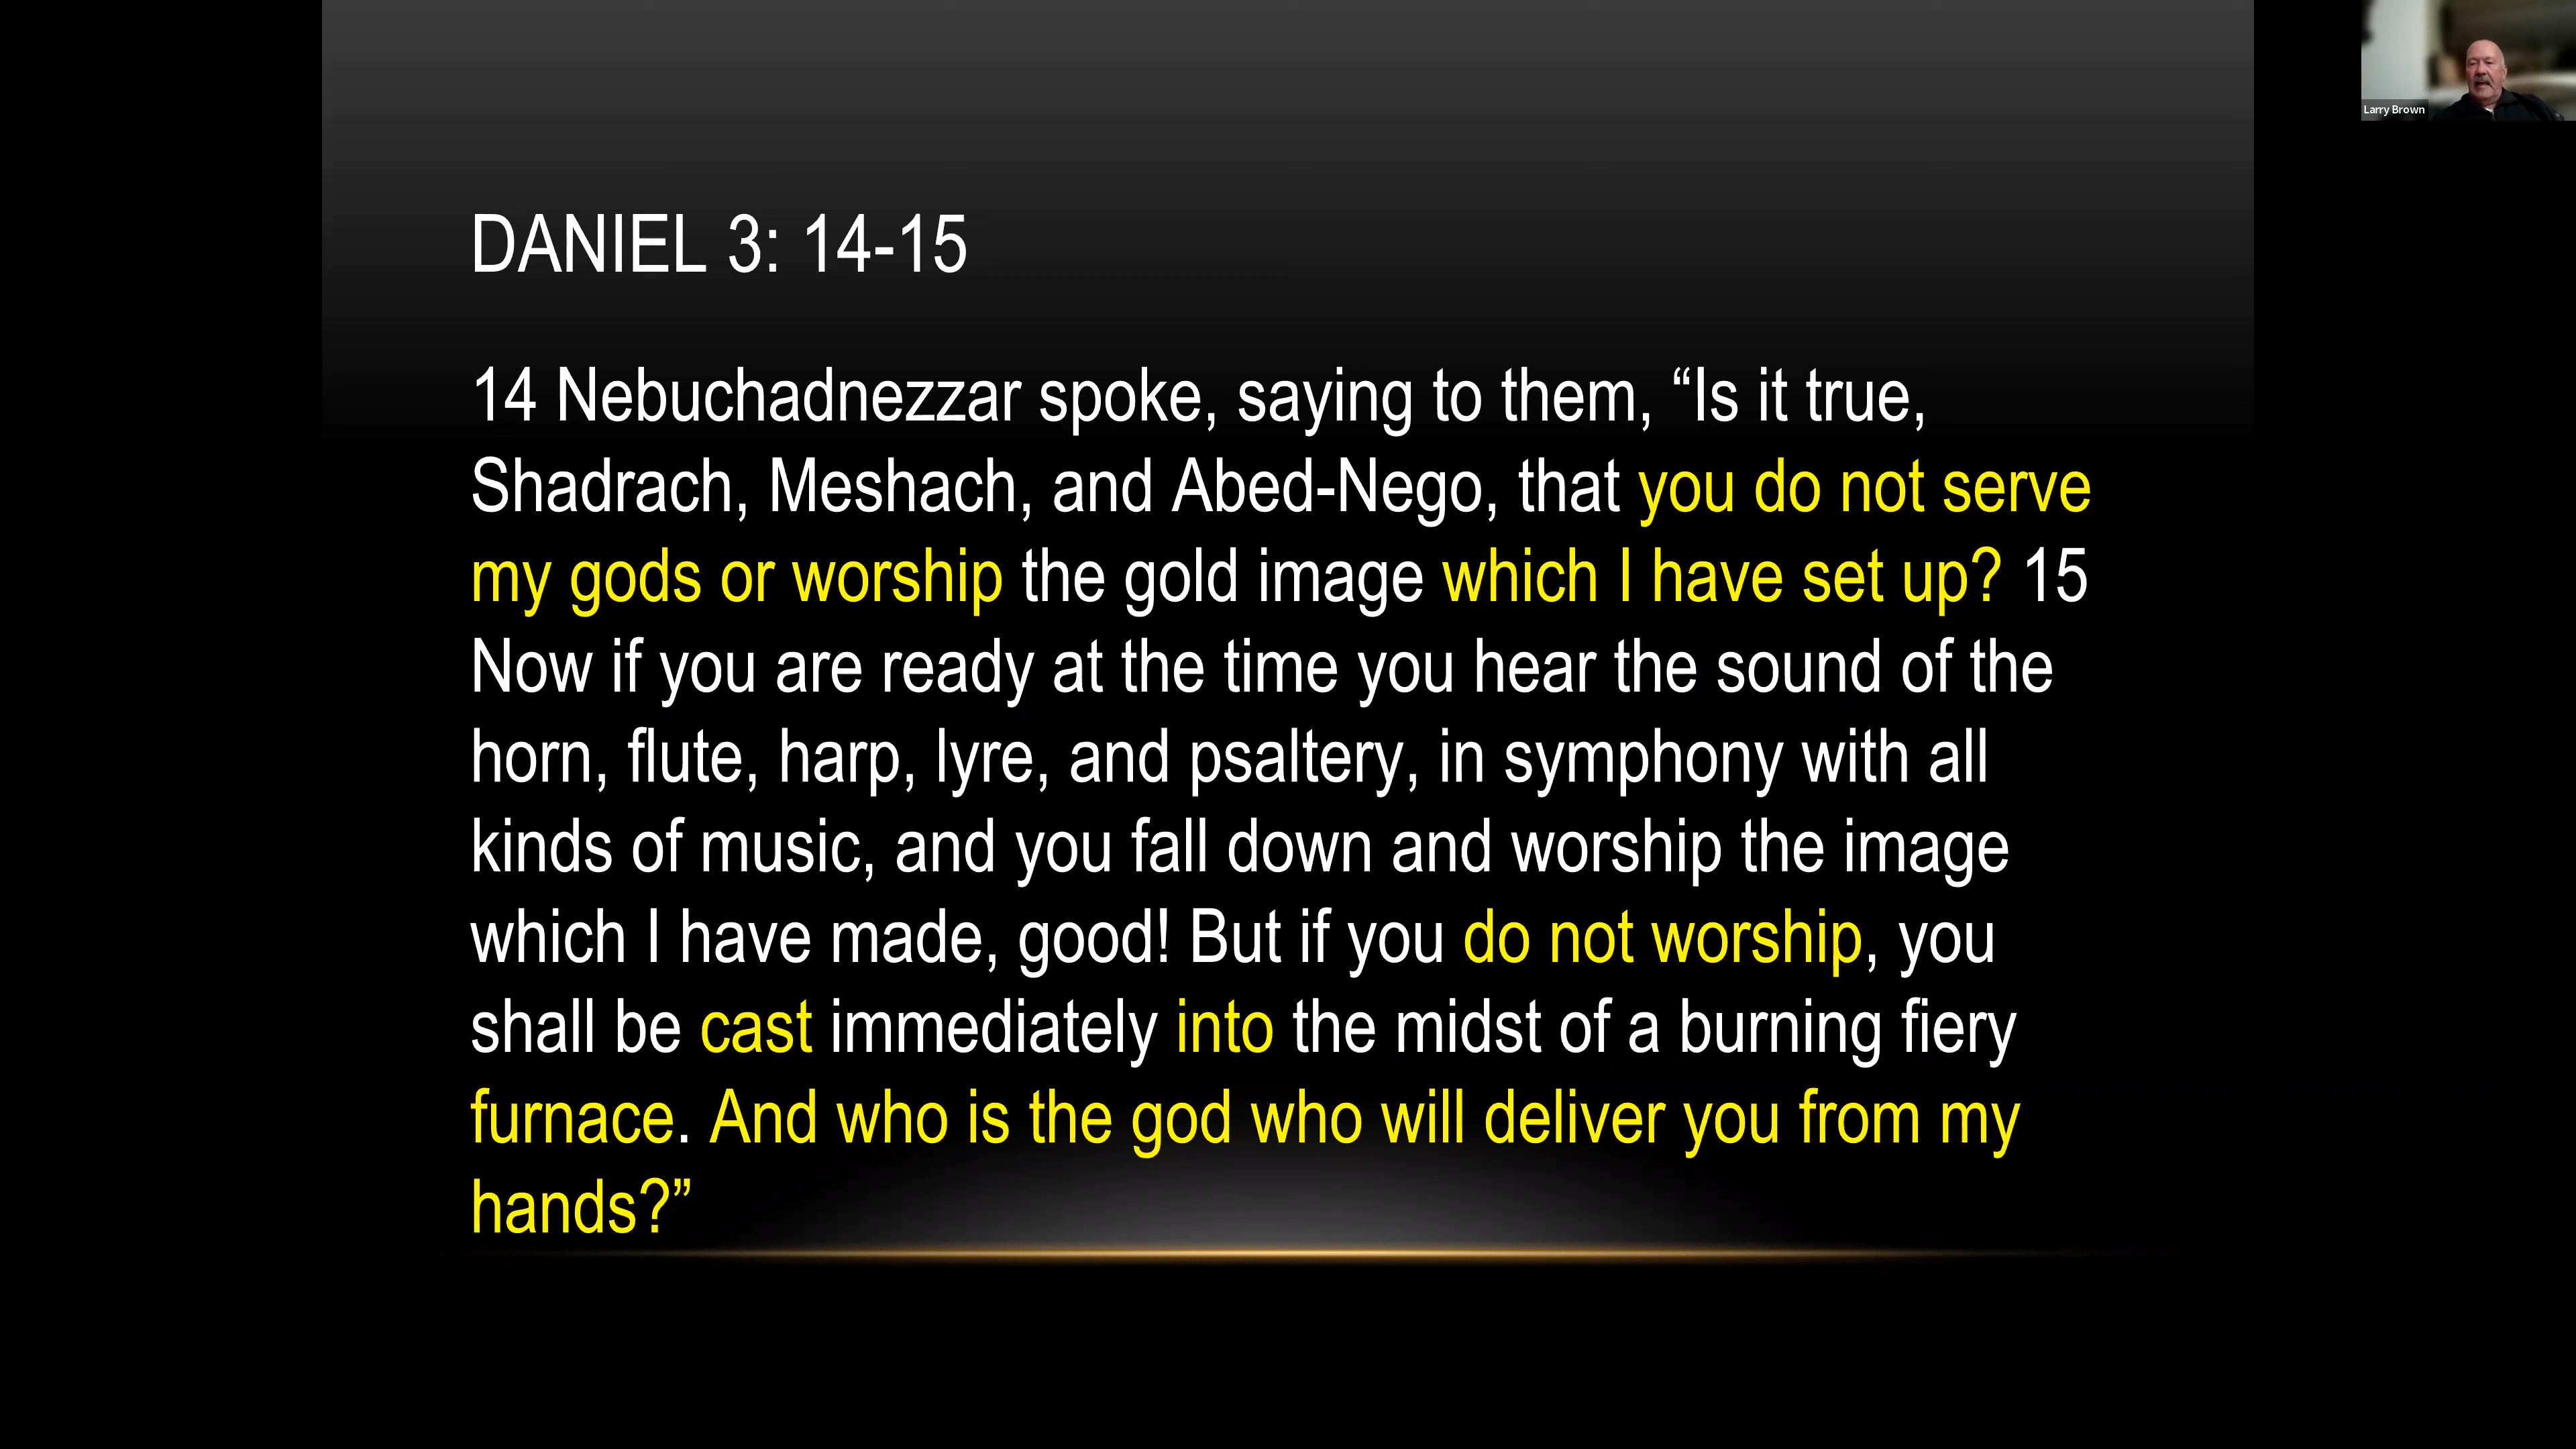 Larry Brown
DANIEL 3: 14-15
14 Nebuchadnezzar spoke, saying to them, “Is it true,
Shadrach, Meshach, and Abed-Nego, that you do not serve
my gods or worship the gold image which I have set up? 15
Now if you are ready at the time you hear the sound of the
horn, flute, harp, lyre, and psaltery, in symphony with all
kinds of music, and you fall down and worship the image
which I have made, good! But if you do not worship, you
shall be cast immediately into the midst of a burning fiery
furnace. And who is the god who will deliver you from my
hands?”